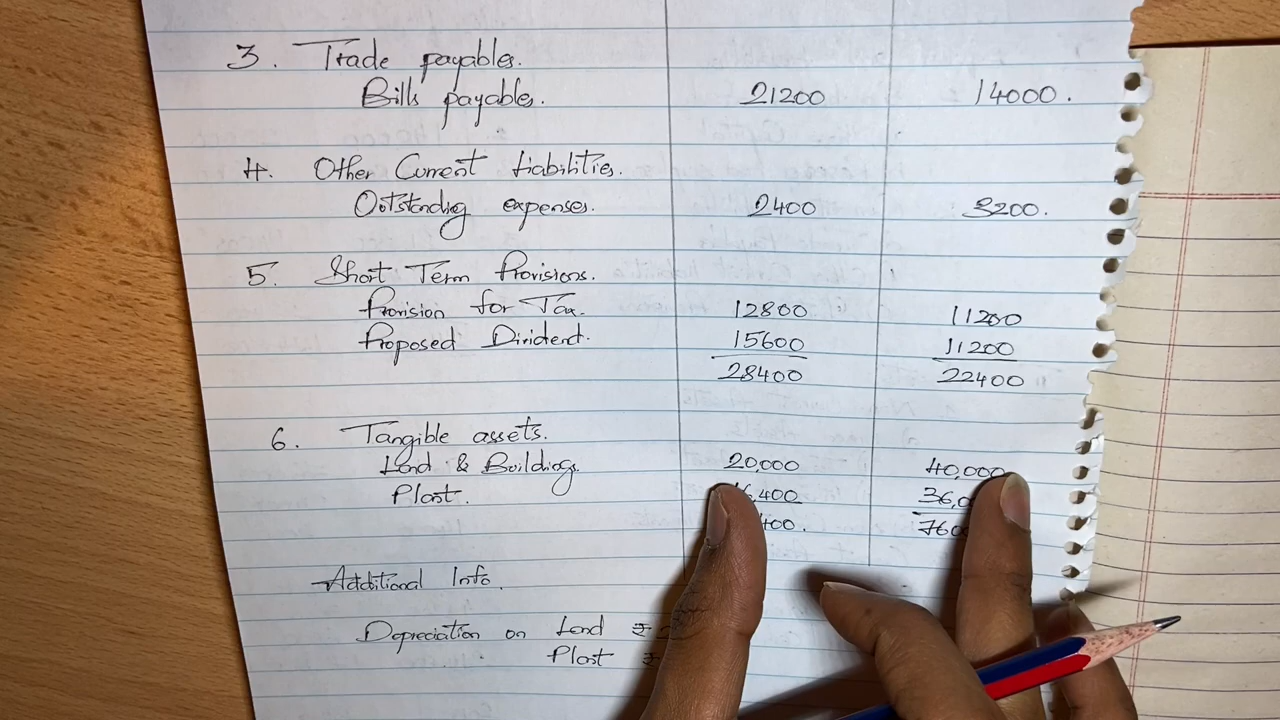 3. Trade payables.
Bills payables. 21200 14000.
4. Other Current Liabilities.
Outstanding expenses. 2400 3200.
5. Short Term Provisions.
Provision for Tax. 12800 11200
Proposed Dividend. 15600 11200
28400 22400
6. Tangible assets.
Land & Buildings 20,000 40,000
Plant.
Additional Info.
Depreciation on Land ₹
Plant ₹